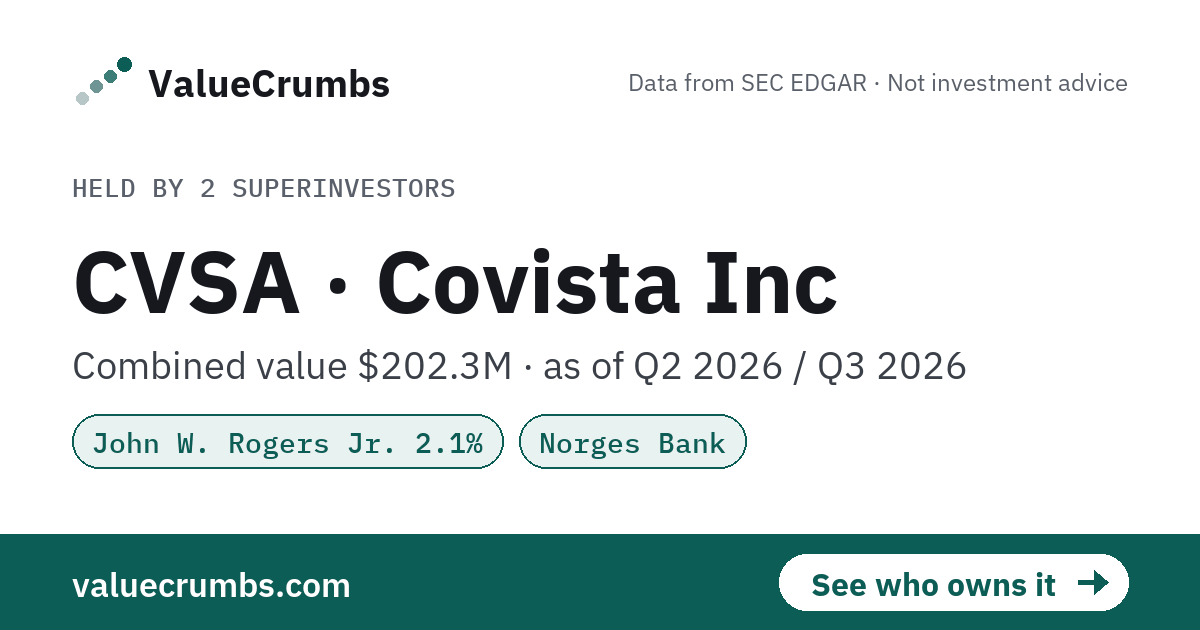 ValueCrumbs
Data from SEC EDGAR · Not investment advice
HELD BY 2 SUPERINVESTORS
CVSA · Covista Inc
Combined value $202.3M · as of Q2 2026 / Q3 2026
John W. Rogers Jr. 2.1%
Norges Bank
valuecrumbs.com
See who owns it →